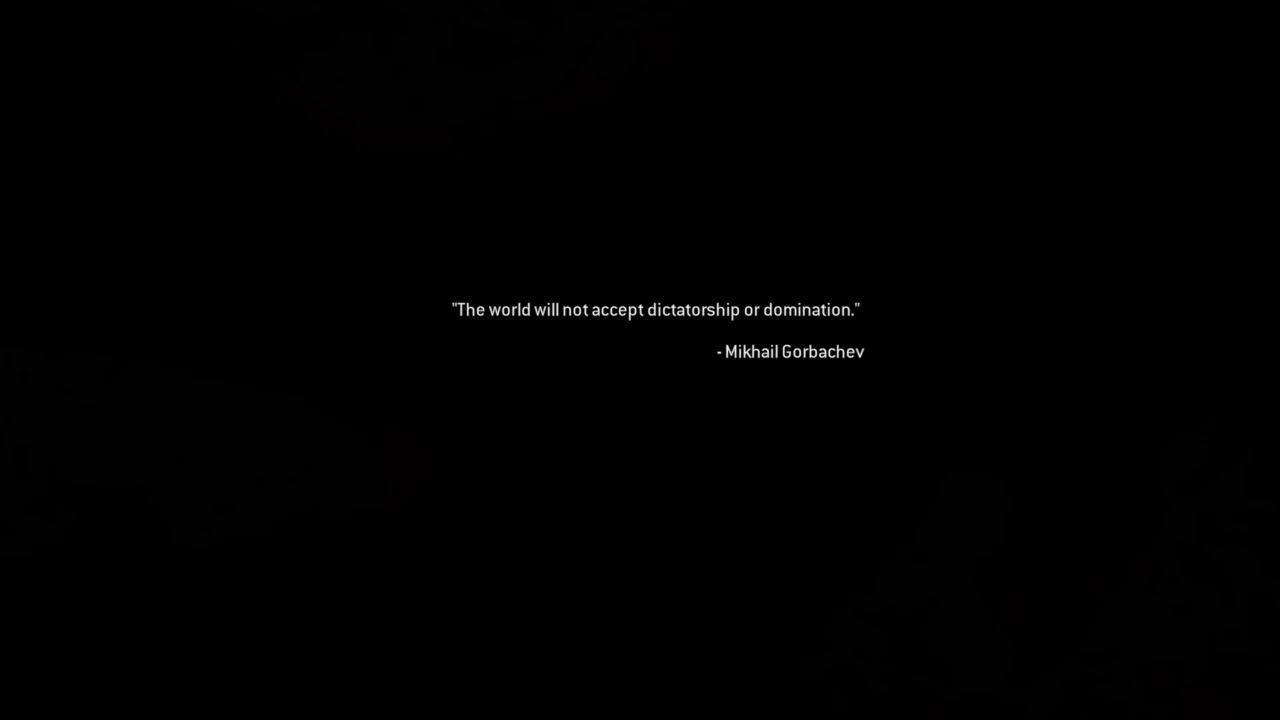 "The world will not accept dictatorship or domination."
- Mikhail Gorbachev